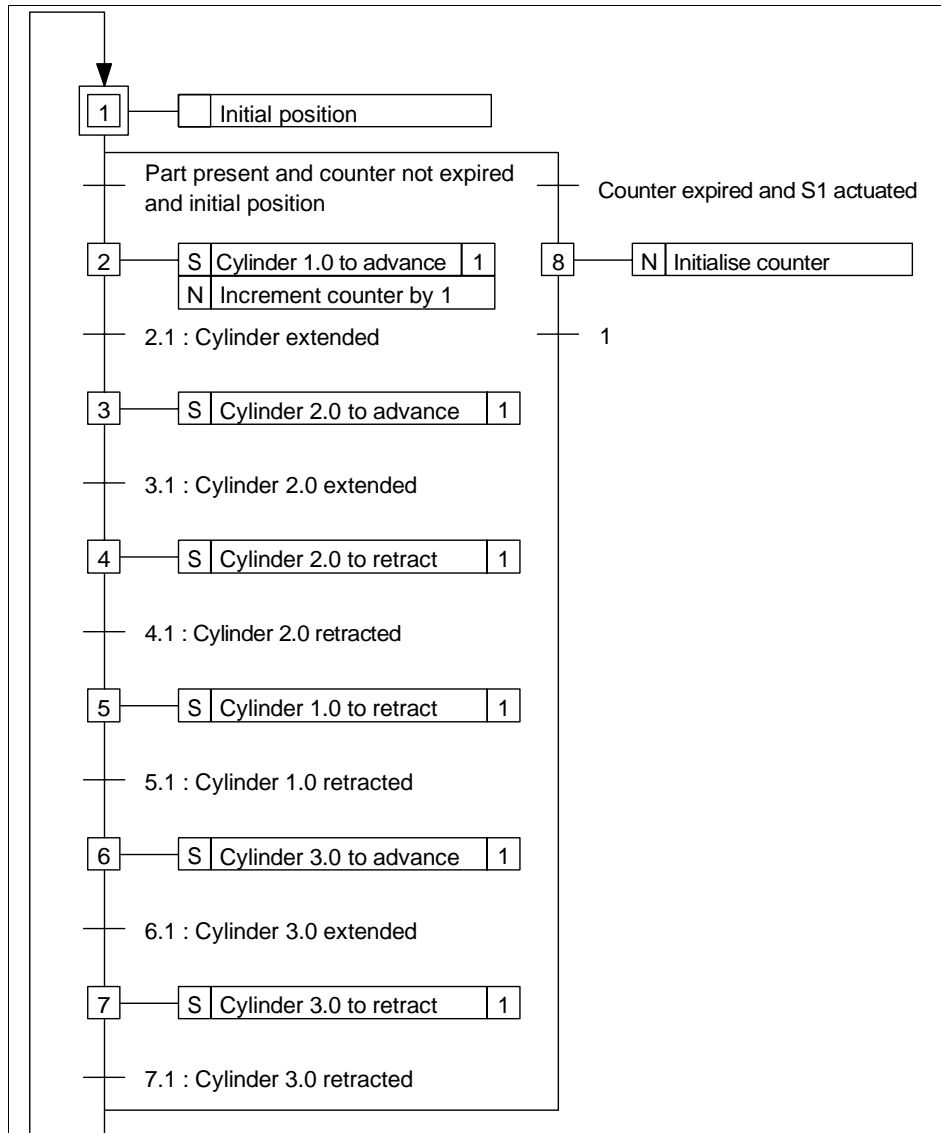 1 Initial position
Part present and counter not expired
and initial position
Counter expired and S1 actuated
2 S Cylinder 1.0 to advance 1
N Increment counter by 1
8 N Initialise counter
2.1 : Cylinder extended
1
3 S Cylinder 2.0 to advance 1
3.1 : Cylinder 2.0 extended
4 S Cylinder 2.0 to retract 1
4.1 : Cylinder 2.0 retracted
5 S Cylinder 1.0 to retract 1
5.1 : Cylinder 1.0 retracted
6 S Cylinder 3.0 to advance 1
6.1 : Cylinder 3.0 extended
7 S Cylinder 3.0 to retract 1
7.1 : Cylinder 3.0 retracted